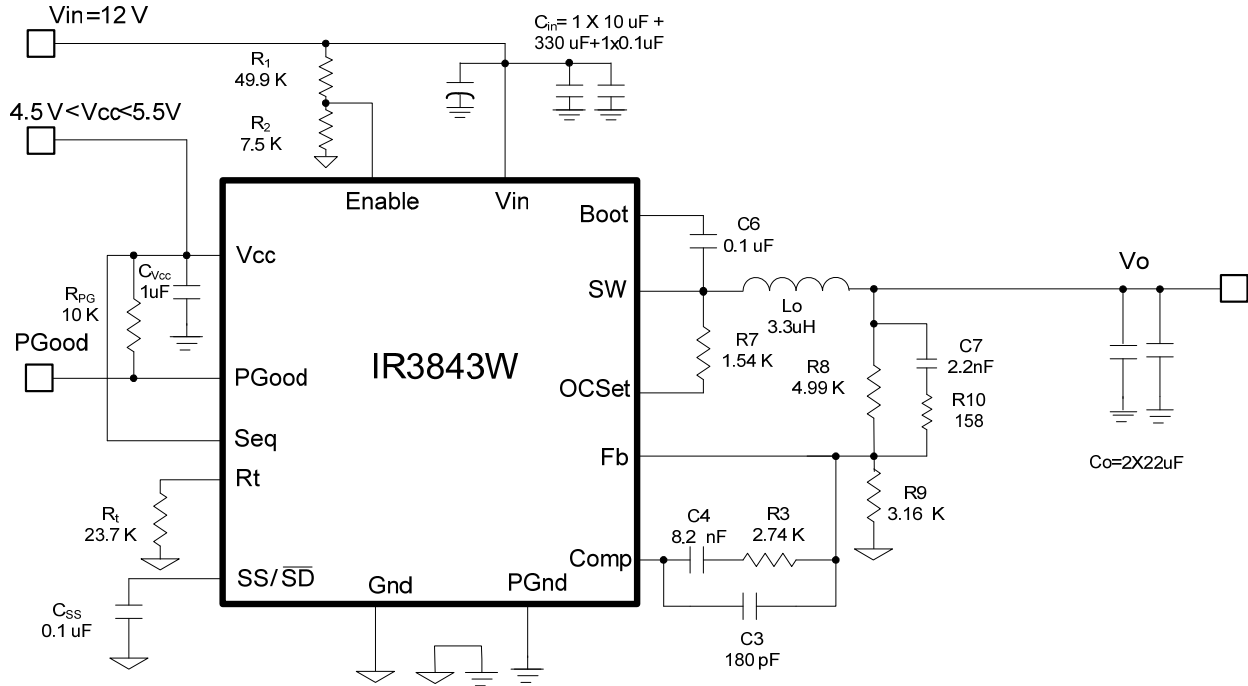 Vin=12 V
Cin= 1 X 10 uF +
330 uF+1x0.1uF
R1
49.9 K
4.5 V<Vcc<5.5V
R2
7.5 K
Enable
Vin
Boot
C6
0.1 uF
Vcc
CVcc
1uF
SW
Vo
RPG
10 K
Lo
3.3uH
PGood
IR3843W
R7
1.54 K
R8
4.99 K
C7
2.2nF
PGood
OCSet
R10
158
Seq
Fb
Co=2X22uF
Rt
R9
3.16 K
Rt
23.7 K
C4
8.2 nF
R3
2.74 K
Comp
SS/SD
Gnd
PGnd
CSS
0.1 uF
C3
180 pF